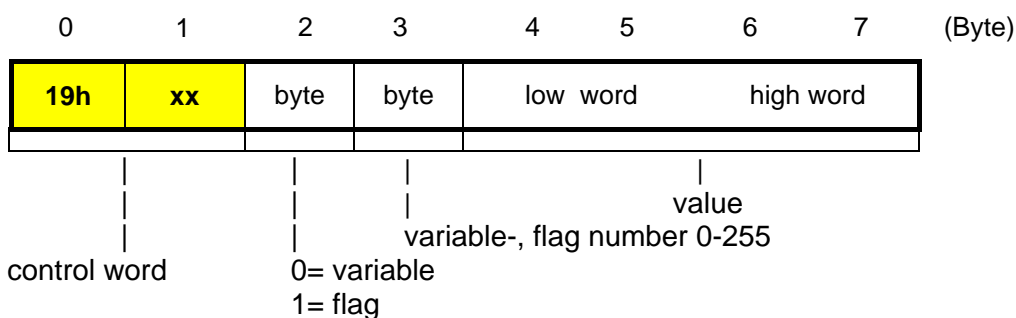 0 1 2 3 4 5 6 7 (Byte)
19h xx byte byte low word high word
value
variable-, flag number 0-255
control word 0= variable
1= flag